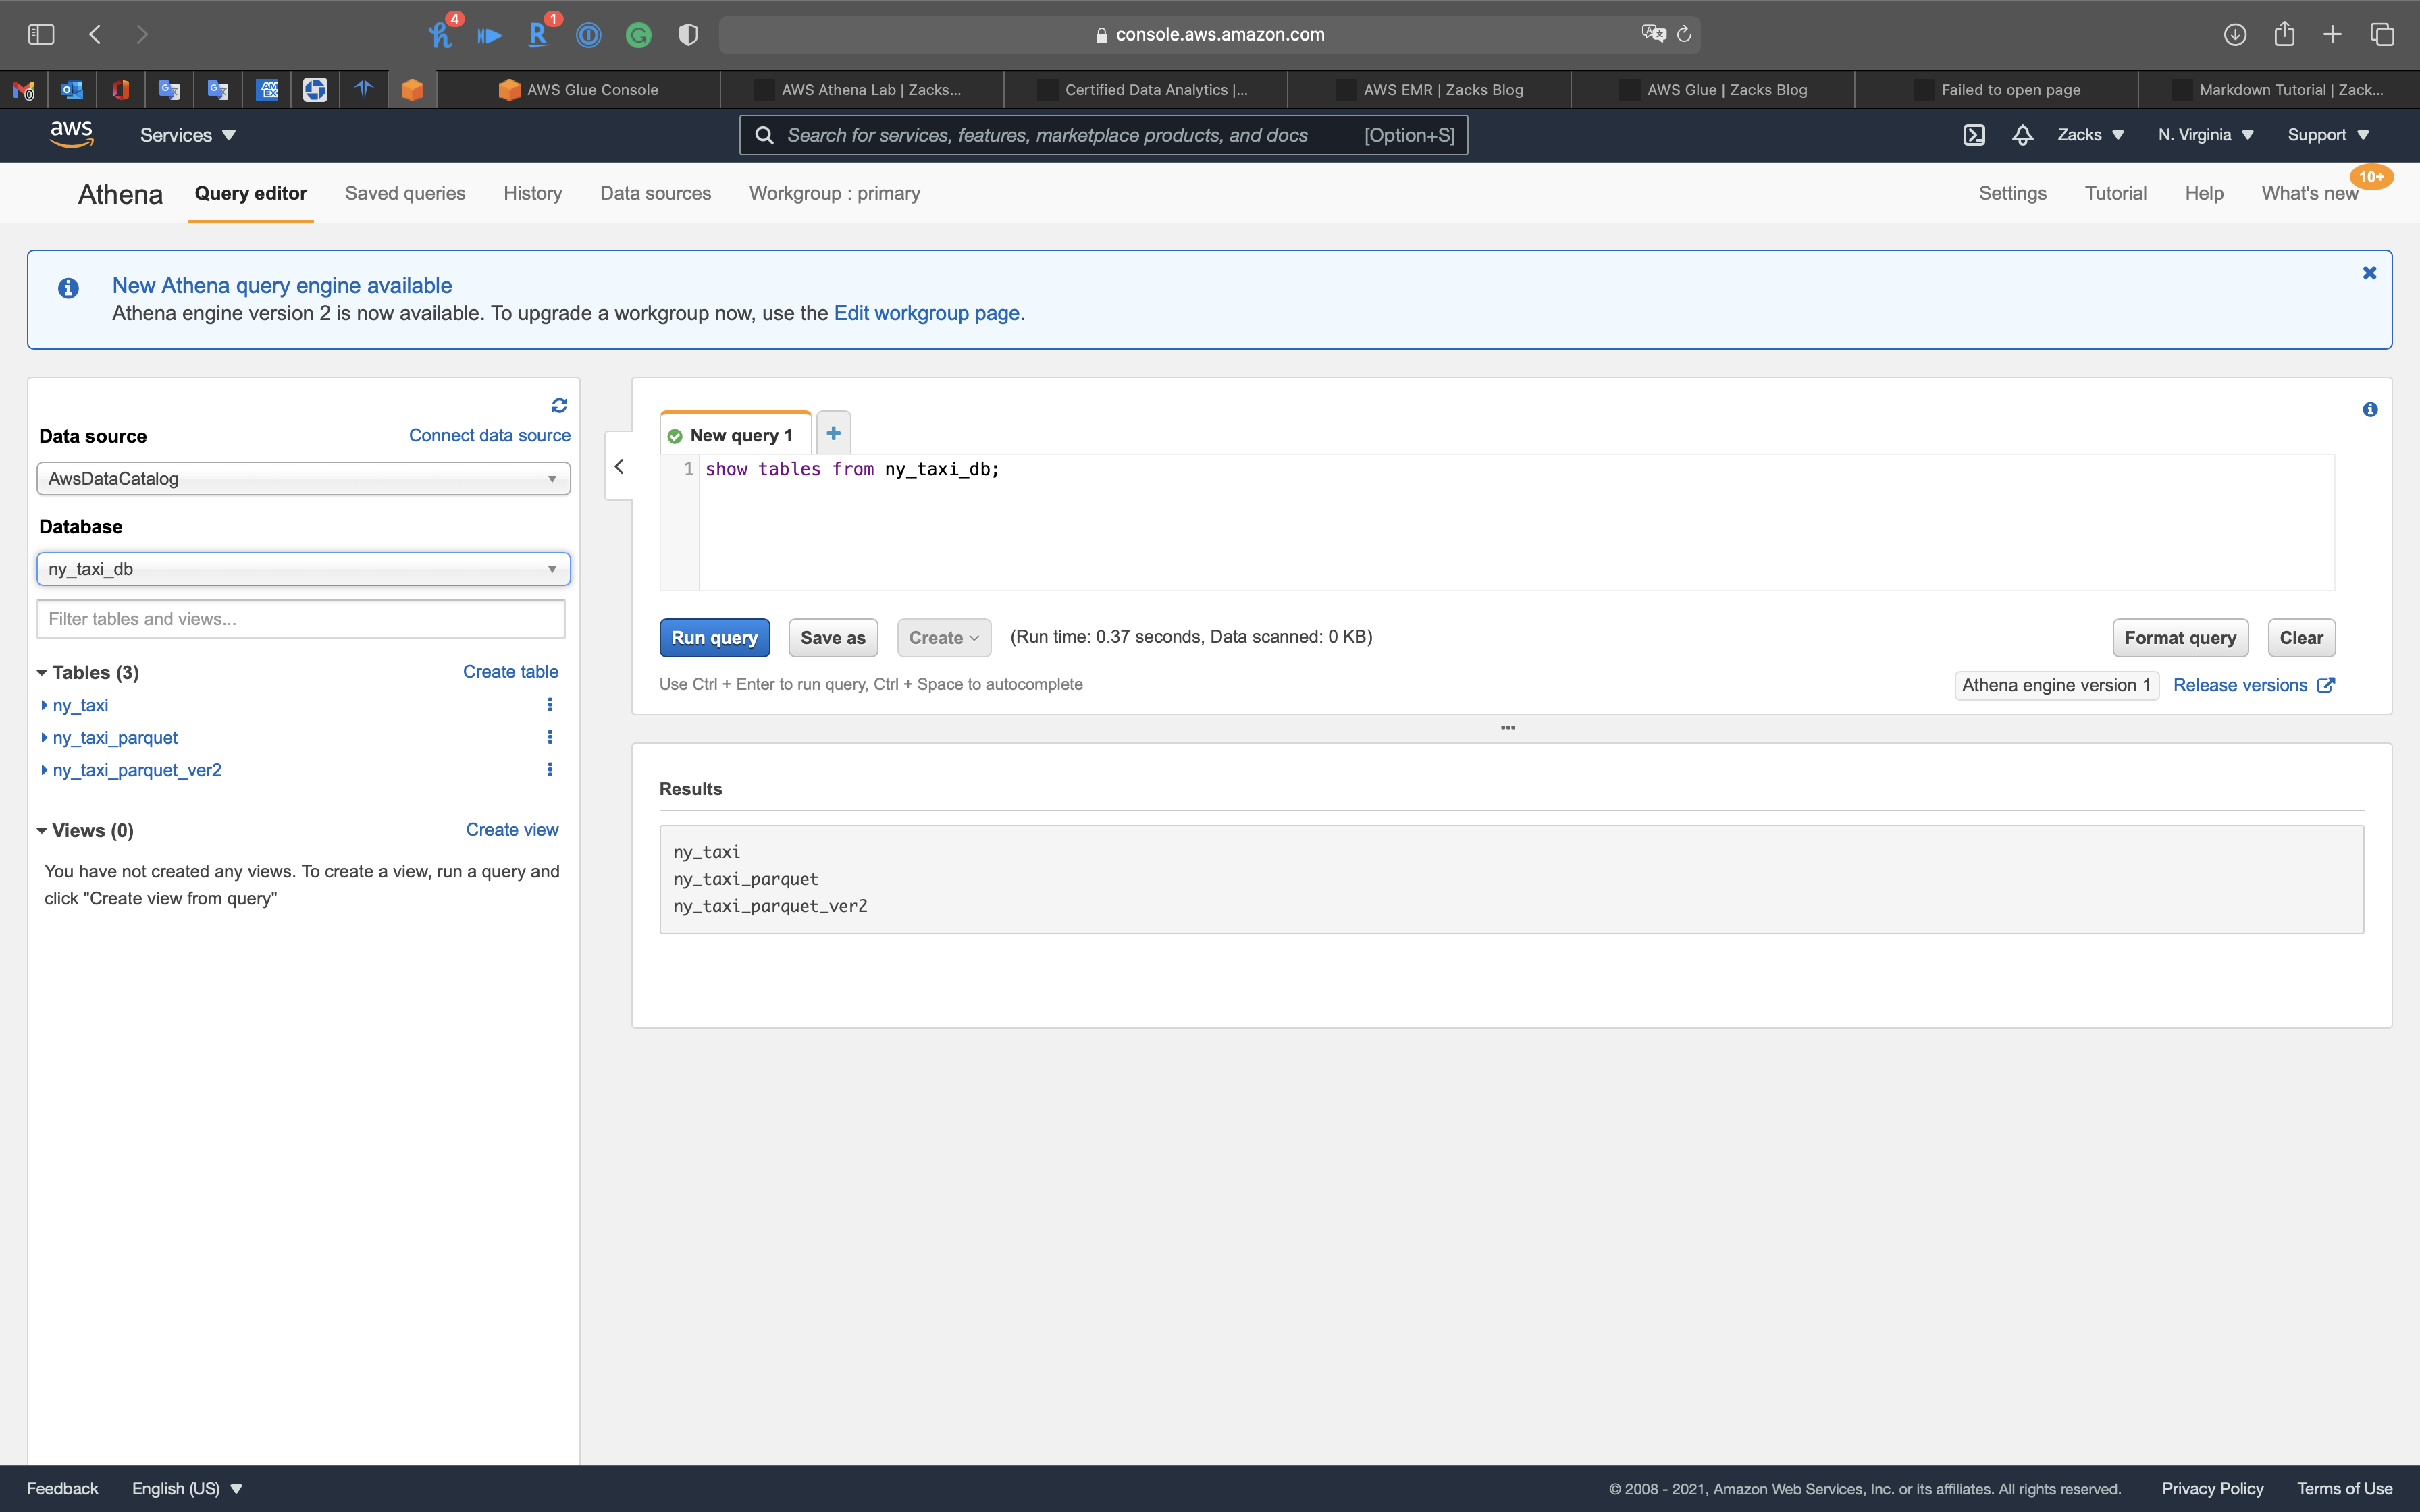 4
1
console.aws.amazon.com
AWS Glue Console
AWS Athena Lab | Zacks...
Certified Data Analytics |...
AWS EMR | Zacks Blog
AWS Glue | Zacks Blog
Failed to open page
Markdown Tutorial | Zack...
aws
Services
Search for services, features, marketplace products, and docs
[Option+S]
Zacks
N. Virginia
Support
Athena
Query editor
Saved queries
History
Data sources
Workgroup : primary
Settings
Tutorial
Help
What's new
10+
New Athena query engine available
Athena engine version 2 is now available. To upgrade a workgroup now, use the Edit workgroup page.
Data source
Connect data source
AwsDataCatalog
Database
ny_taxi_db
Filter tables and views...
Tables (3)
Create table
ny_taxi
ny_taxi_parquet
ny_taxi_parquet_ver2
Views (0)
Create view
You have not created any views. To create a view, run a query and
click "Create view from query"
New query 1
1
show tables from ny_taxi_db;
Run query
Save as
Create
(Run time: 0.37 seconds, Data scanned: 0 KB)
Format query
Clear
Use Ctrl + Enter to run query, Ctrl + Space to autocomplete
Athena engine version 1
Release versions
Results
ny_taxi
ny_taxi_parquet
ny_taxi_parquet_ver2
Feedback
English (US)
© 2008 - 2021, Amazon Web Services, Inc. or its affiliates. All rights reserved.
Privacy Policy
Terms of Use